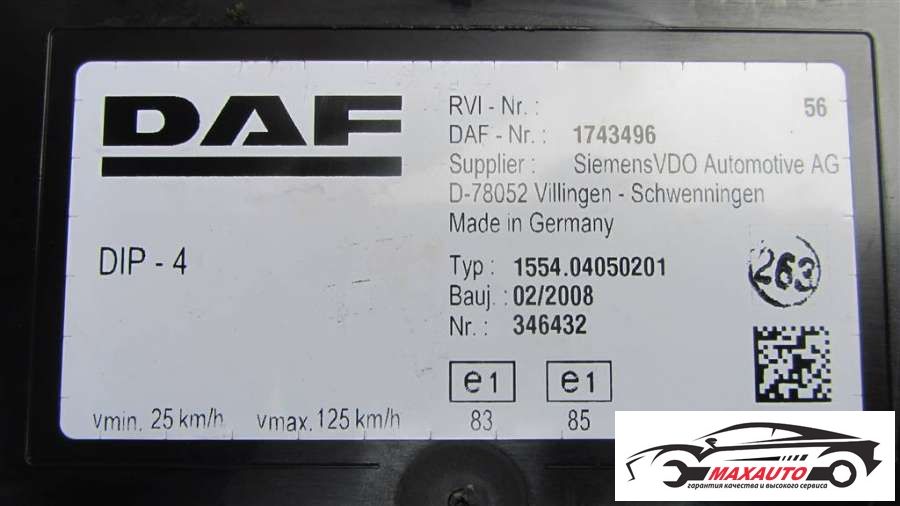 DAF
DIP - 4
vmin. 25 km/h vmax. 125 km/h
RVI - Nr. : 56
DAF - Nr. : 1743496
Supplier : SiemensVDO Automotive AG
D-78052 Villingen - Schwenningen
Made in Germany
Typ : 1554.04050201
Bauj. : 02/2008
Nr. : 346432
e1 e1
83 85
263
MAXAUTO
гарантия качества и высокого сервиса